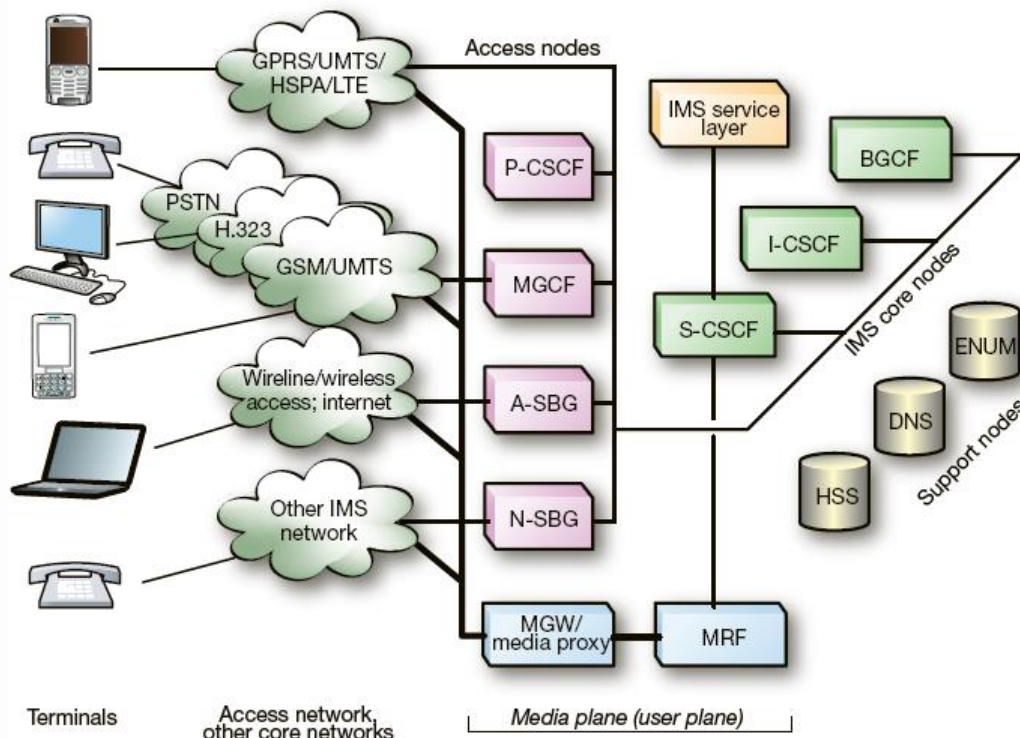 GPRS/UMTS/
HSPA/LTE
Access nodes
IMS service
layer
BGCF
P-CSCF
PSTN
H.323
GSM/UMTS
I-CSCF
MGCF
S-CSCF
IMS core nodes
ENUM
Wireline/wireless
access; internet
A-SBG
DNS
Support nodes
HSS
Other IMS
network
N-SBG
MGW/
media proxy
MRF
Terminals
Access network,
other core networks
Media plane (user plane)